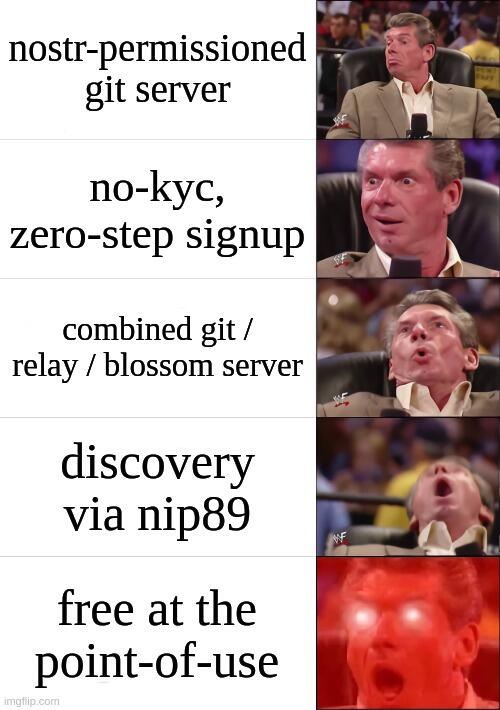 nostr-permissioned
git server
no-kyc,
zero-step signup
combined git /
relay / blossom server
discovery
via nip89
free at the
point-of-use
imgflip.com